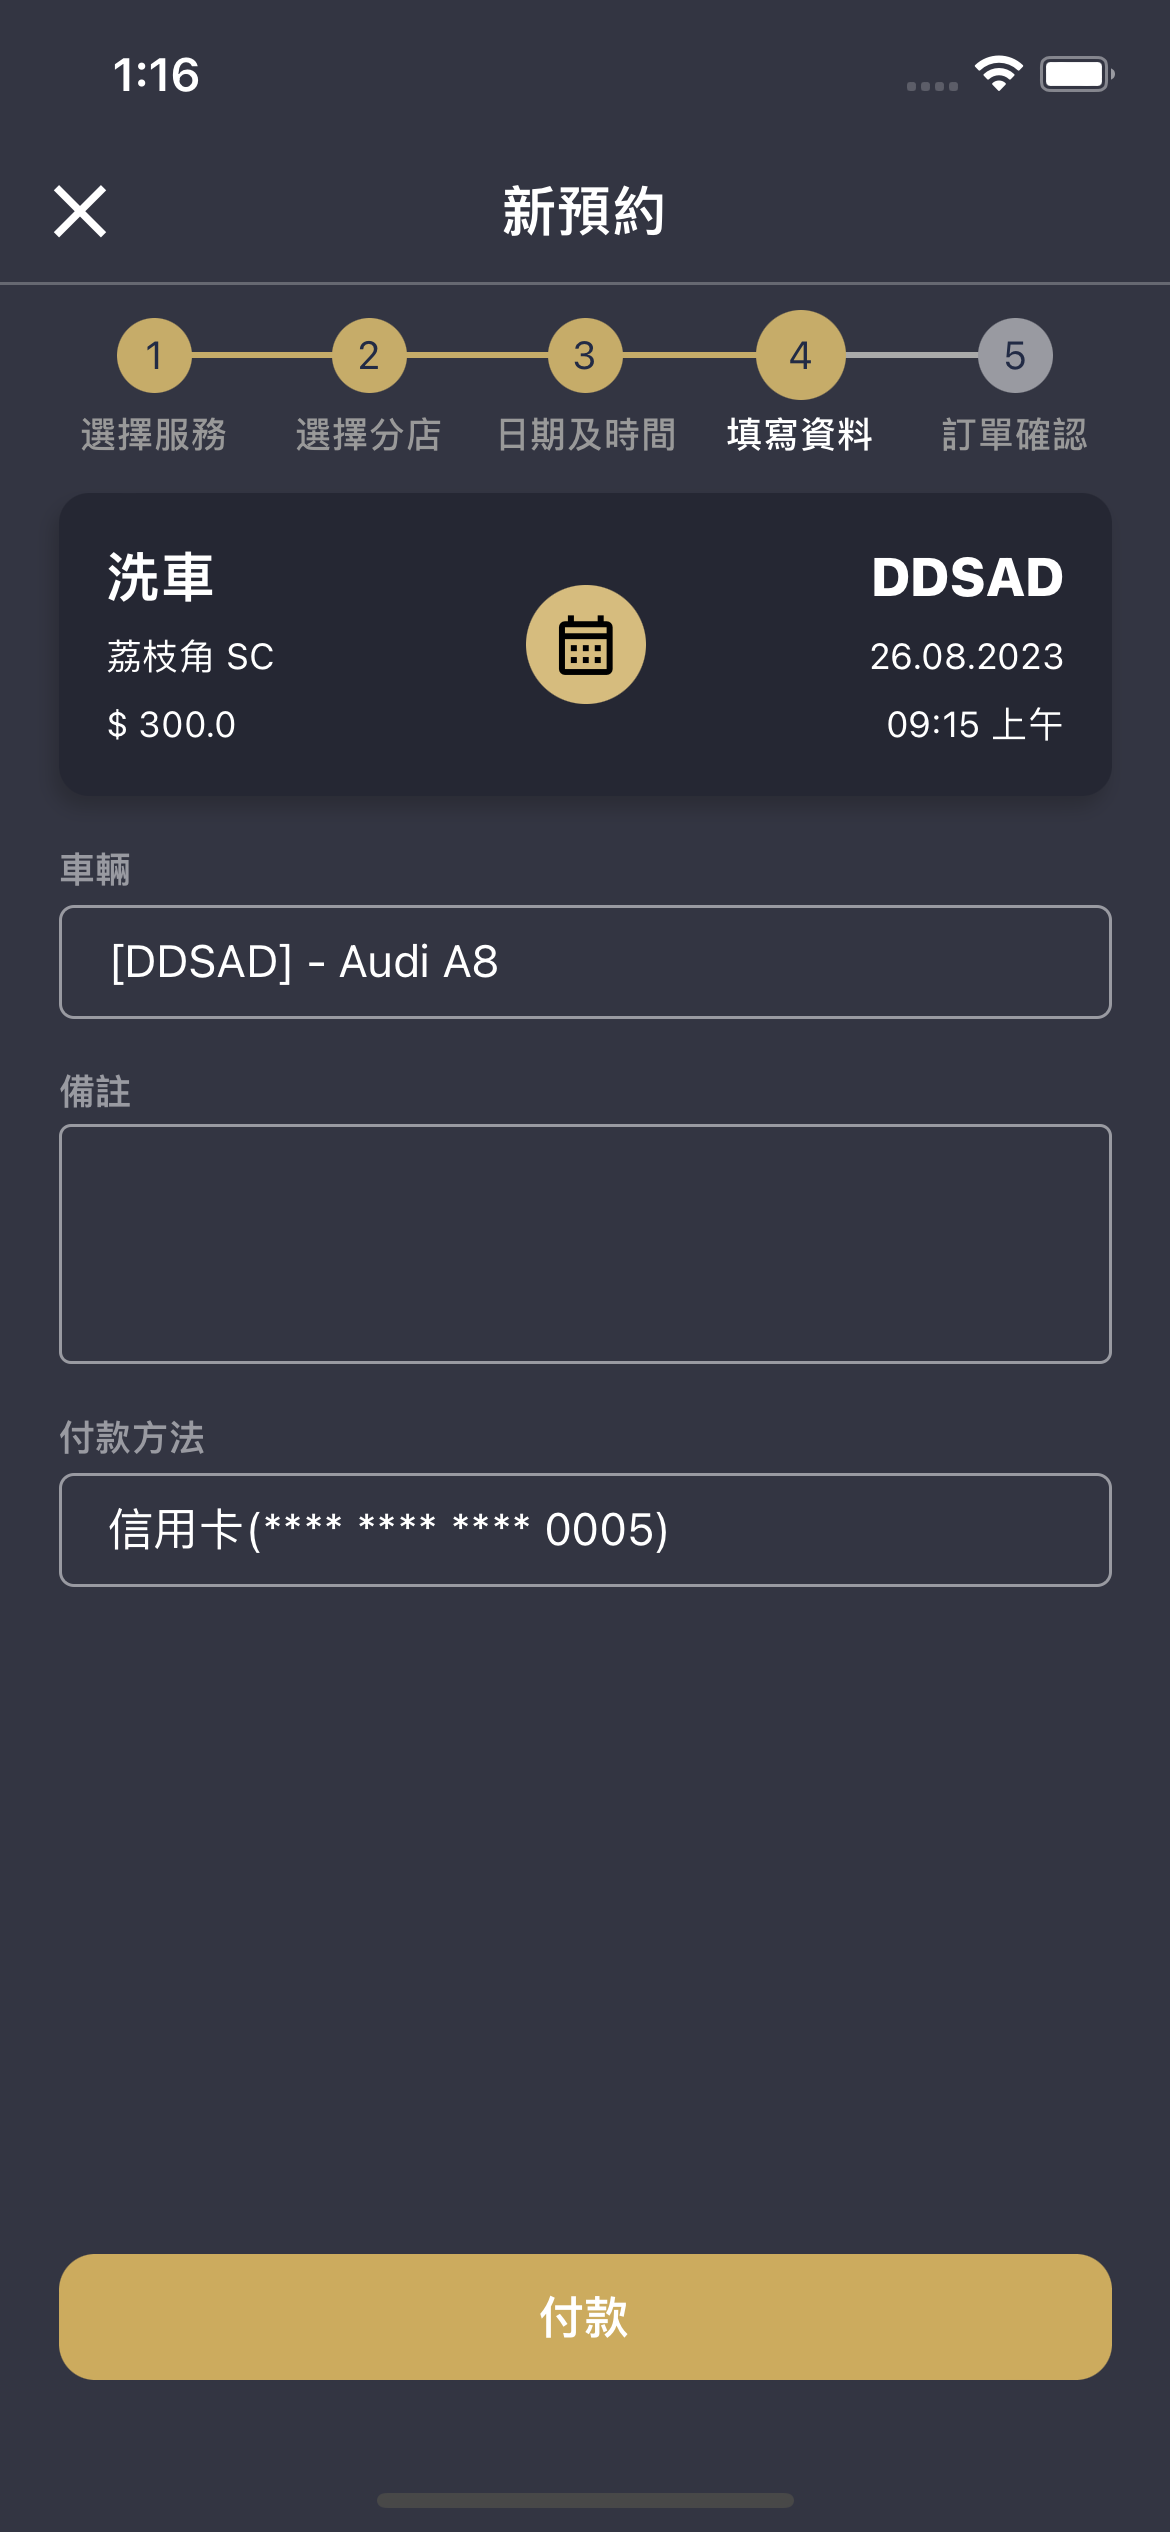 1:16
新預約
1 2 3 4 5
選擇服務 選擇分店 日期及時間 填寫資料 訂單確認
洗車 DDSAD
荔枝角 SC 26.08.2023
$ 300.0 09:15 上午
車輛
[DDSAD] - Audi A8
備註
付款方法
信用卡(**** **** **** 0005)
付款